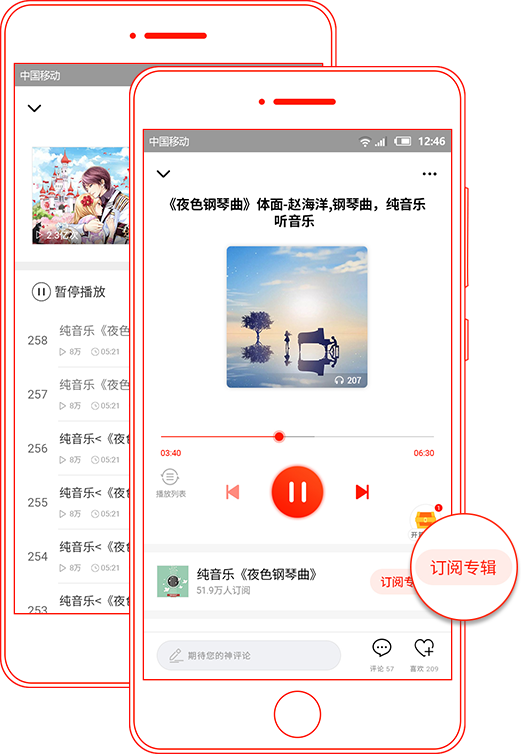 中国移动
2.3亿次
暂停播放
258
纯音乐《夜色
8万 05:21
257
纯音乐《夜色
8万 05:21
256
纯音乐<《夜色
8万 05:21
255
纯音乐<《夜色
8万 05:21
254
纯音乐<《夜色
8万 05:21
253
纯音乐<《夜色
中国移动 12:46
《夜色钢琴曲》体面-赵海洋,钢琴曲，纯音乐
听音乐
207
03:40 06:30
播放列表
1
纯音乐《夜色钢琴曲》
51.9万人订阅
订阅专
订阅专辑
期待您的神评论
评论 57
喜欢 209